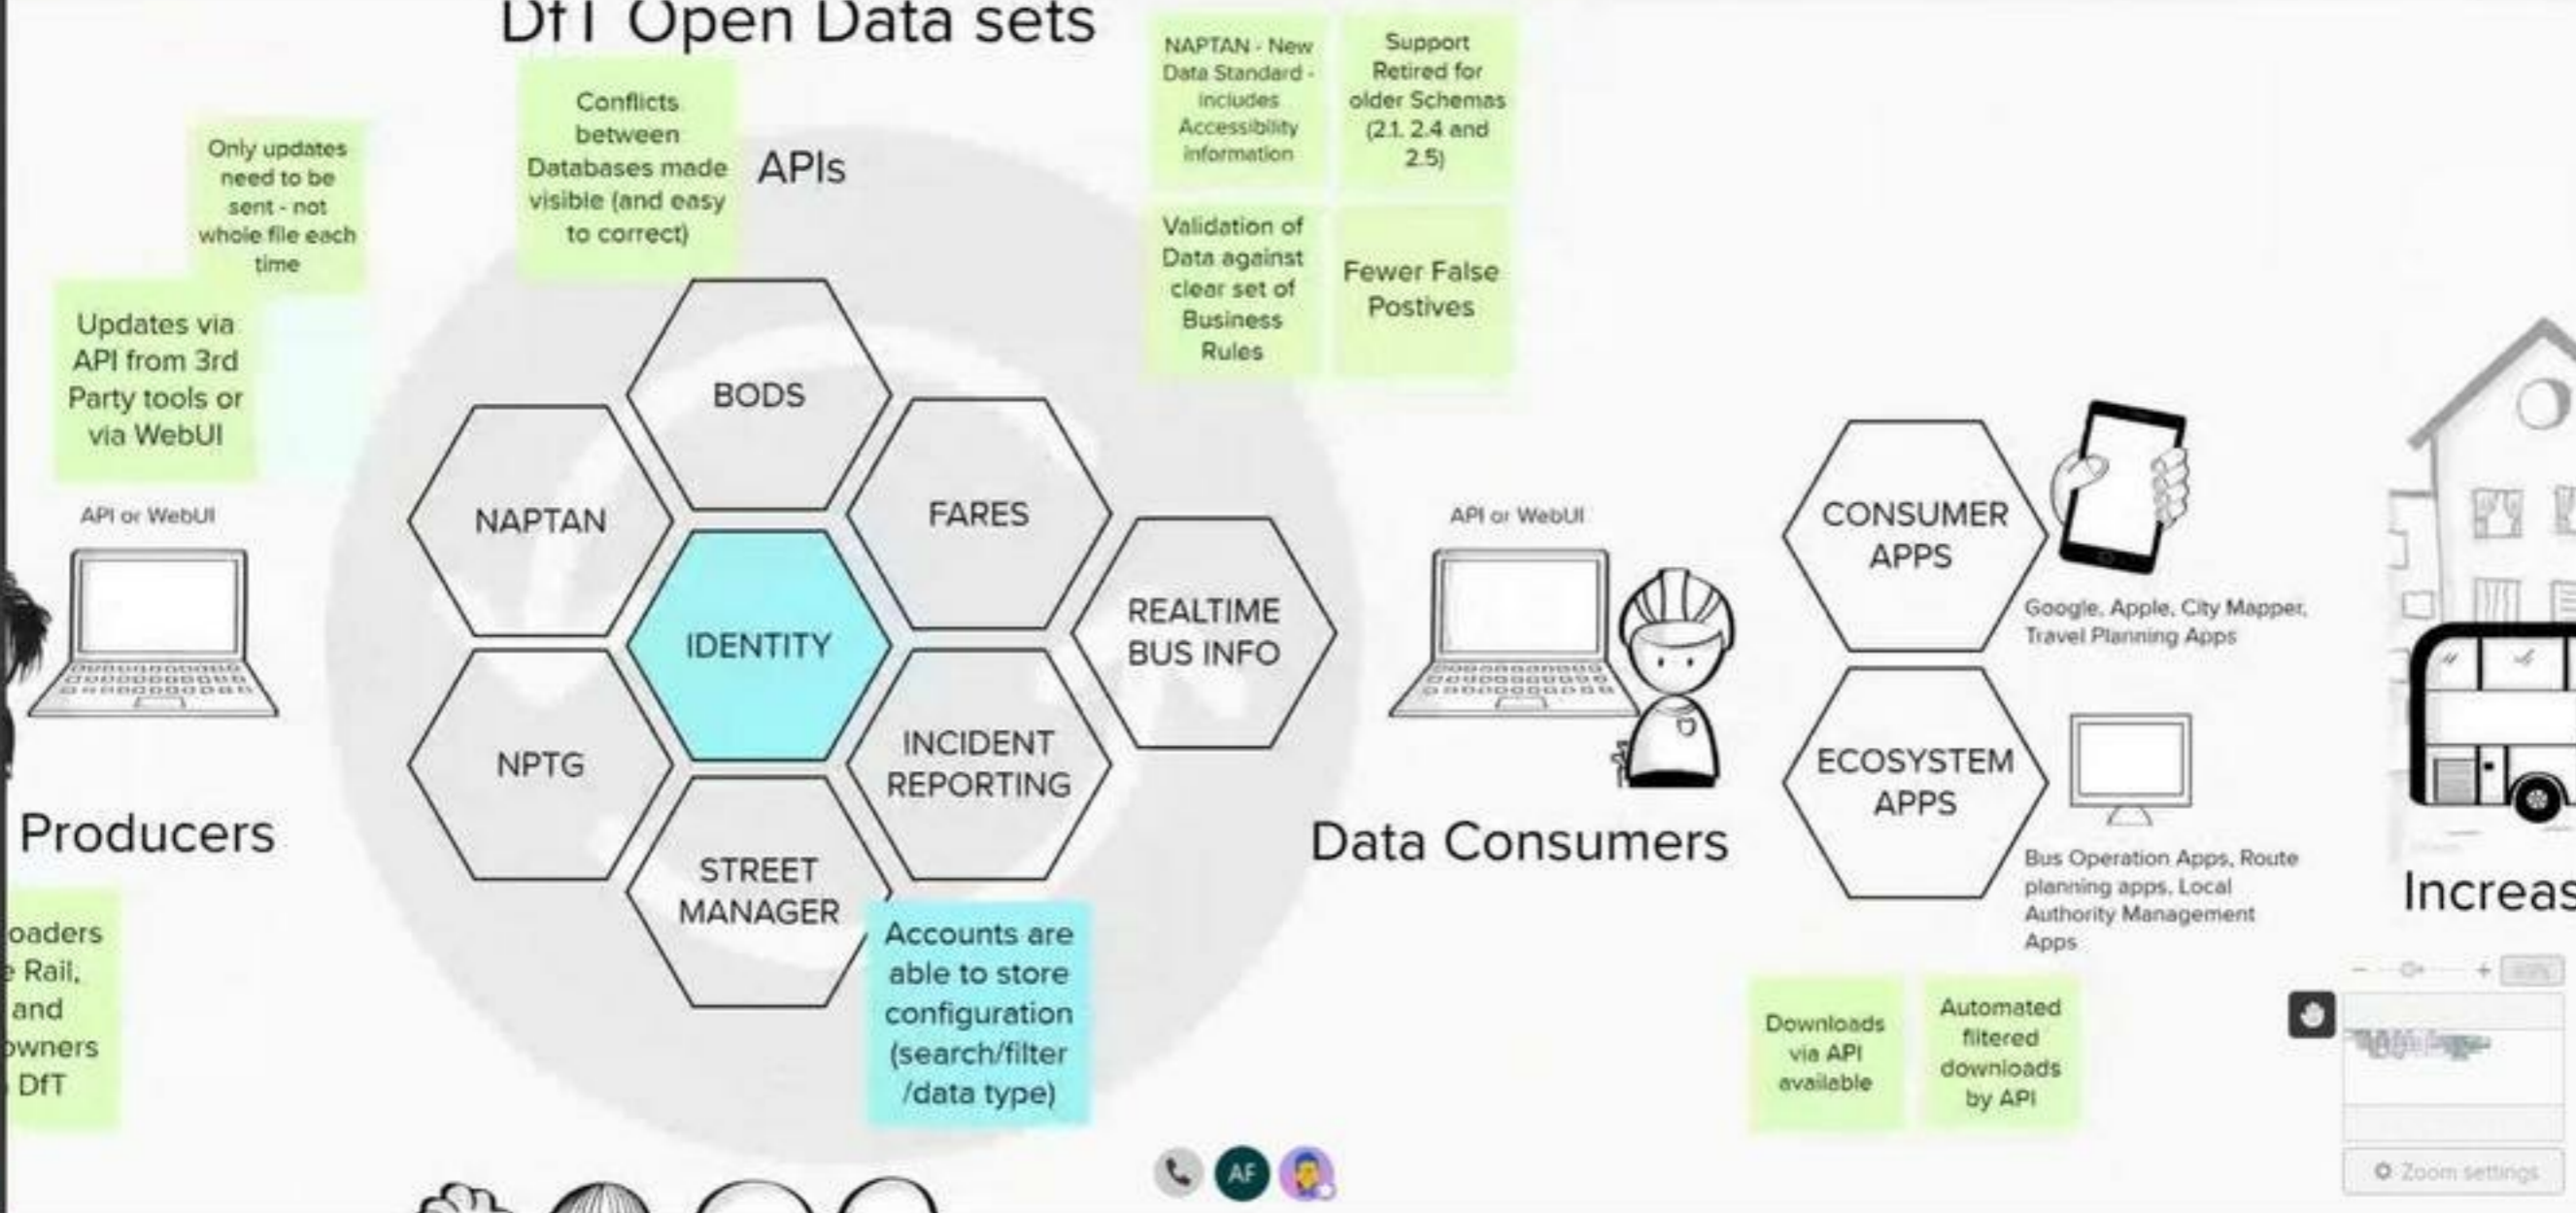 DfT Open Data sets
Only updates
need to be
sent - not
whole file each
time
Updates via
API from 3rd
Party tools or
via WebUI
API or WebUI
Producers
oaders
e Rail,
and
owners
DfT
Conflicts
between
Databases made
visible (and easy
to correct)
APIs
NAPTAN - New
Data Standard -
includes
Accessibility
information
Support
Retired for
older Schemas
(2.1. 2.4 and
2.5)
Validation of
Data against
clear set of
Business
Rules
Fewer False
Postives
BODS
NAPTAN
FARES
IDENTITY
REALTIME
BUS INFO
NPTG
INCIDENT
REPORTING
STREET
MANAGER
Accounts are
able to store
configuration
(search/filter
/data type)
API or WebUI
Data Consumers
CONSUMER
APPS
Google, Apple, City Mapper,
Travel Planning Apps
ECOSYSTEM
APPS
Bus Operation Apps, Route
planning apps, Local
Authority Management
Apps
Downloads
via API
available
Automated
filtered
downloads
by API
Increas
AF
Zoom settings